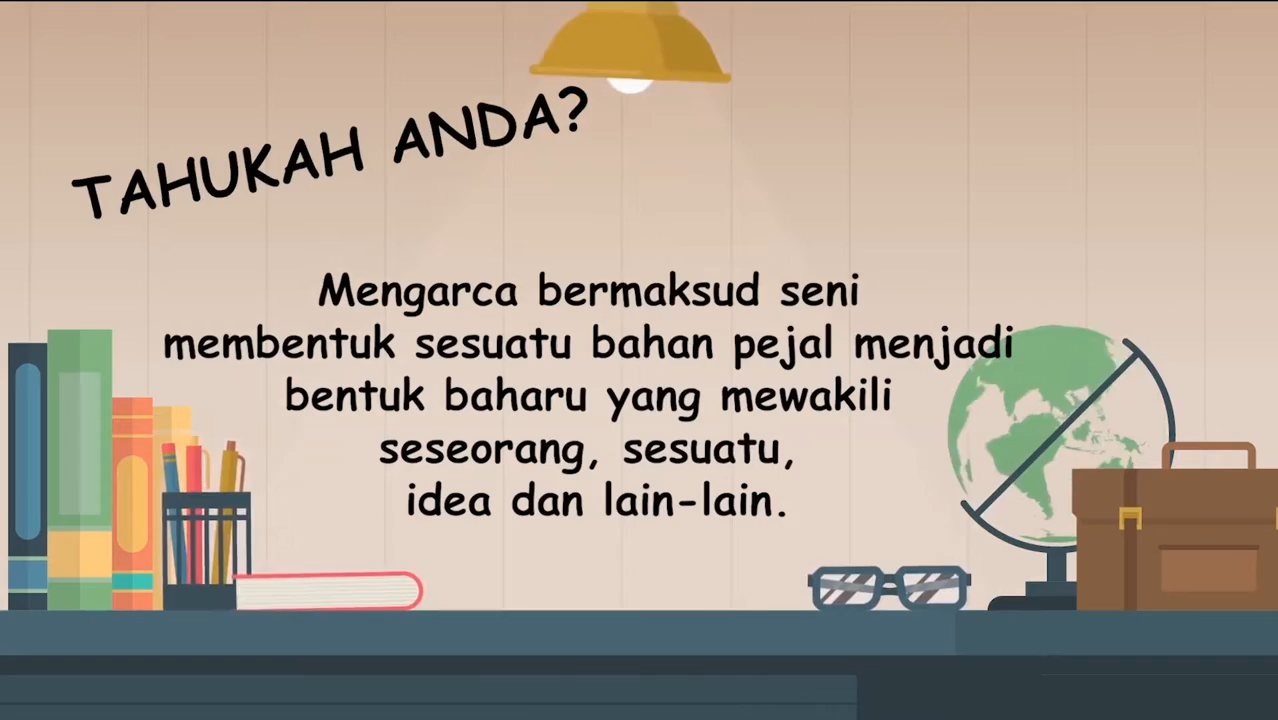 TAHUKAH ANDA?
Mengarca bermaksud seni
membentuk sesuatu bahan pejal menjadi
bentuk baharu yang mewakili
seseorang, sesuatu,
idea dan lain-lain.